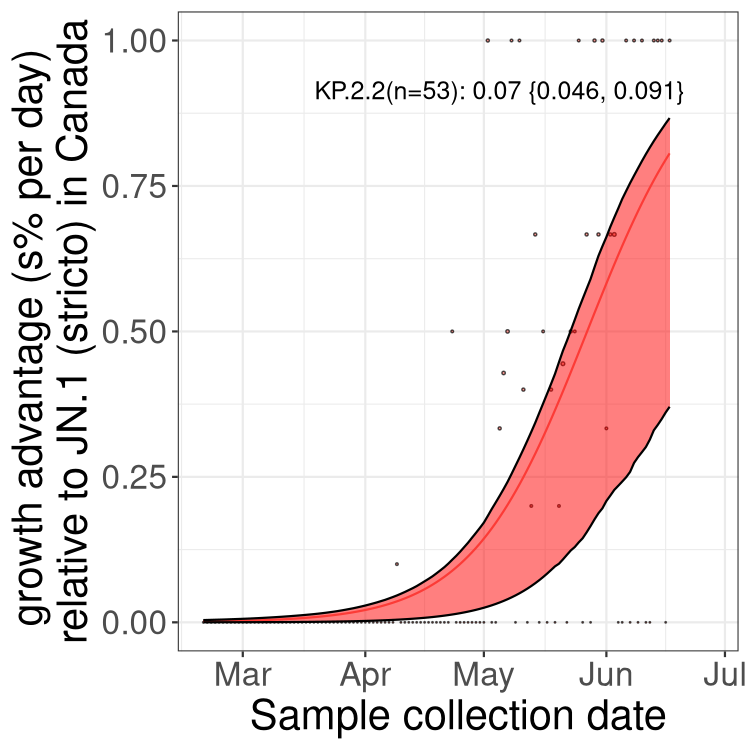 growth advantage (s% per day)
relative to JN.1 (stricto) in Canada
1.00
0.75
0.50
0.25
0.00
KP.2.2(n=53): 0.07 {0.046, 0.091}
Mar Apr May Jun Jul
Sample collection date